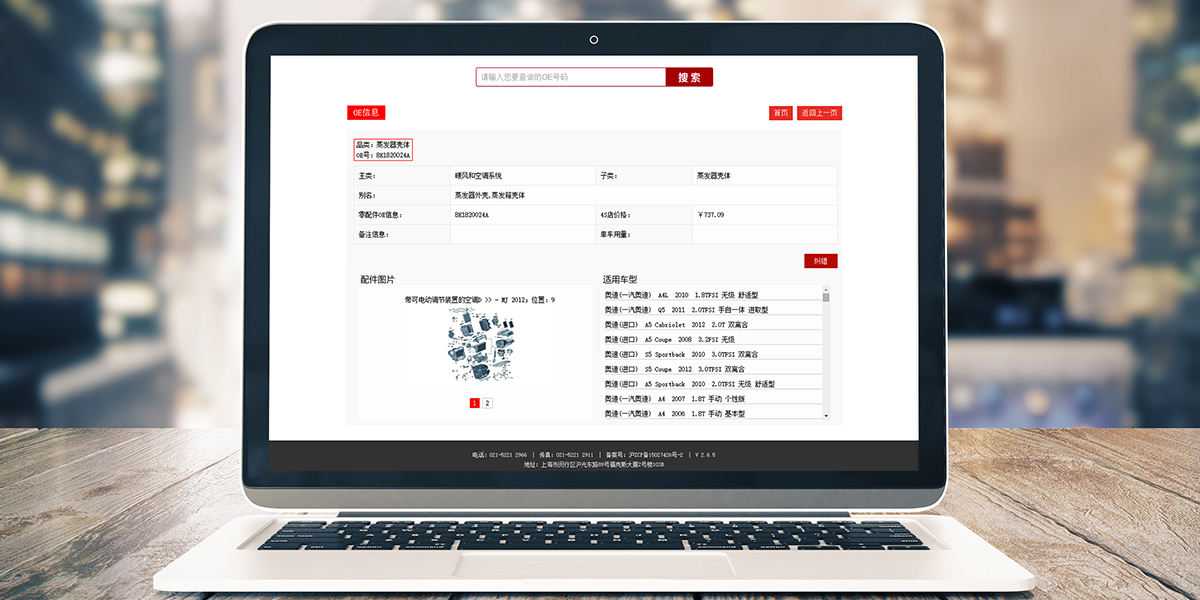 请输入您要查询的OE号码 搜索
OE信息 首页 返回上一页
品类：蒸发器壳体
OE号：8K1820024A
主类： 暖风和空调系统 子类： 蒸发器壳体
别名： 蒸发器外壳,蒸发箱壳体
零配件OE信息： 8K1820024A 4S店价格： ￥737.09
备注信息： 单车用量：
纠错
配件图片 适用车型
带可电动调节装置的空调D >> - MJ 2012；位置：9
奥迪(一汽奥迪) A4L 2010 1.8TFSI 无级 舒适型
奥迪(一汽奥迪) Q5 2011 2.0TFSI 手自一体 进取型
奥迪(进口) A5 Cabriolet 2012 2.0T 双离合
奥迪(进口) A5 Coupe 2008 3.2FSI 无级
奥迪(进口) S5 Sportback 2010 3.0TFSI 双离合
奥迪(进口) S5 Coupe 2012 3.0TFSI 双离合
奥迪(进口) A5 Sportback 2010 2.0TFSI 无级 舒适型
奥迪(一汽奥迪) A4 2007 1.8T 手动 个性版
奥迪(一汽奥迪) A4 2006 1.8T 手动 基本型
1 2
电话：021-5221 2966 | 传真：021-5221 2911 | 备案号：沪ICP备15027426号-2 | V 2.6.5